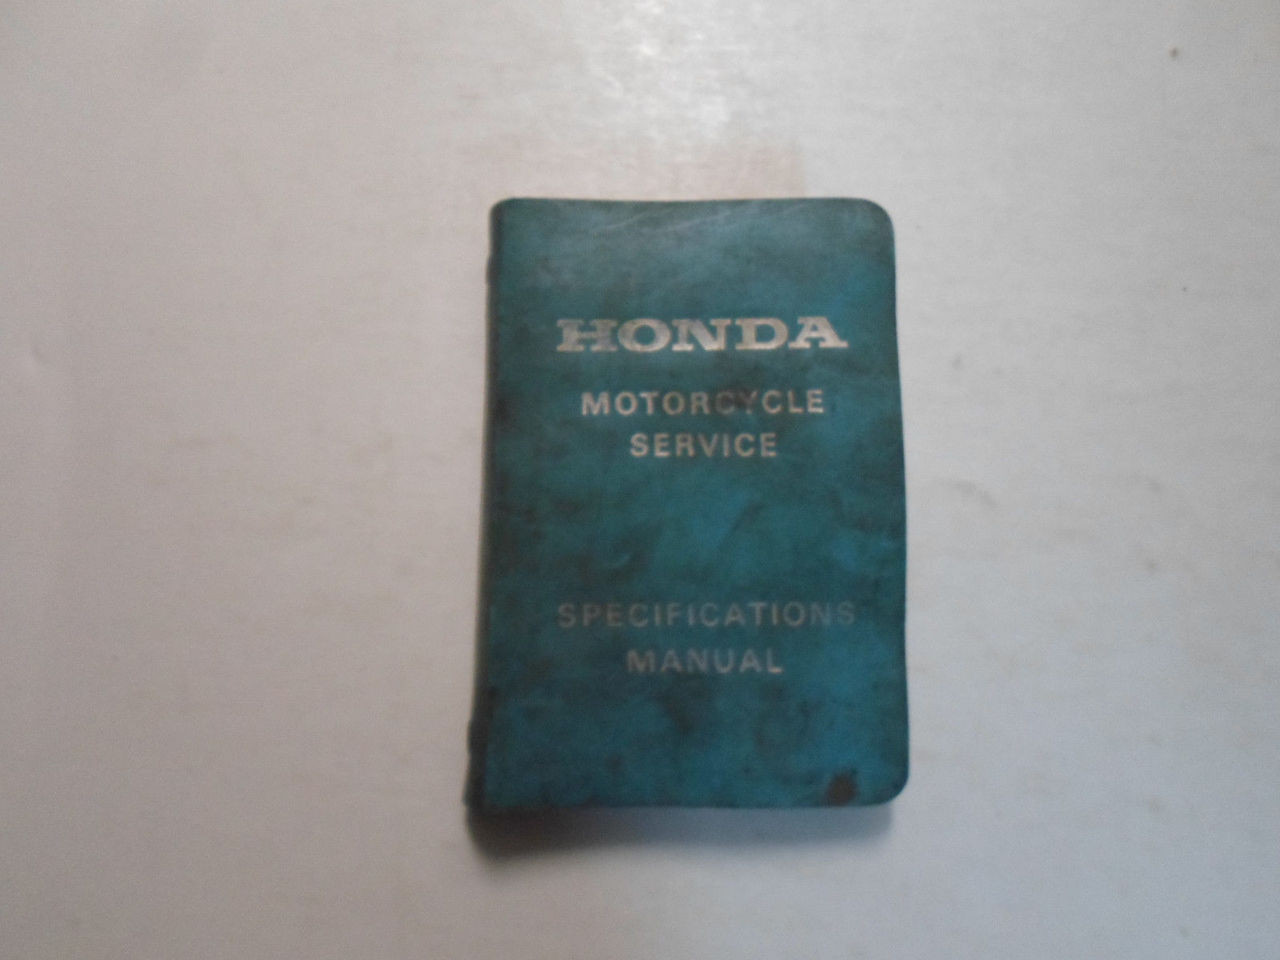 HONDA
MOTORCYCLE
SERVICE
SPECIFICATIONS
MANUAL